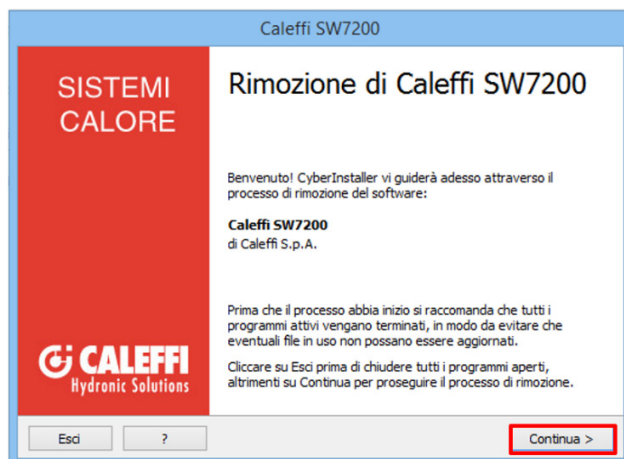 Caleffi SW7200
SISTEMI
CALORE
Rimozione di Caleffi SW7200
Benvenuto! CyberInstaller vi guiderà adesso attraverso il
processo di rimozione del software:
Caleffi SW7200
di Caleffi S.p.A.
Prima che il processo abbia inizio si raccomanda che tutti i
programmi attivi vengano terminati, in modo da evitare che
eventuali file in uso non possano essere aggiornati.
Cliccare su Esci prima di chiudere tutti i programmi aperti,
altrimenti su Continua per proseguire il processo di rimozione.
CALEFFI
Hydronic Solutions
Esci
?
Continua >